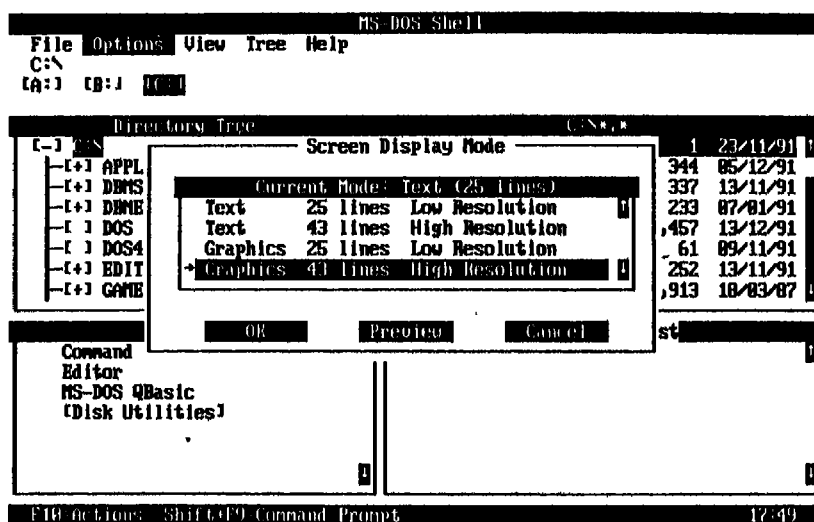 MS-DOS Shell
File Options View Tree Help
C:\
[A:] [B:] [C:]
Directory Tree C:\*.*
[-] C:\ 1 23/11/91
[+] APPL 344 05/12/91
[+] DBMS 337 13/11/91
[+] DBME 233 07/01/91
[ ] DOS ,457 13/12/91
[ ] DOS4 61 09/11/91
[+] EDIT 252 13/11/91
[+] GAME ,913 18/03/87
Screen Display Mode
Current Mode: Text (25 lines)
Text 25 lines Low Resolution
Text 43 lines High Resolution
Graphics 25 lines Low Resolution
→Graphics 43 lines High Resolution
OK Preview Cancel
st
Command
Editor
MS-DOS QBasic
[Disk Utilities]
F10=Actions Shift+F9=Command Prompt 12:49